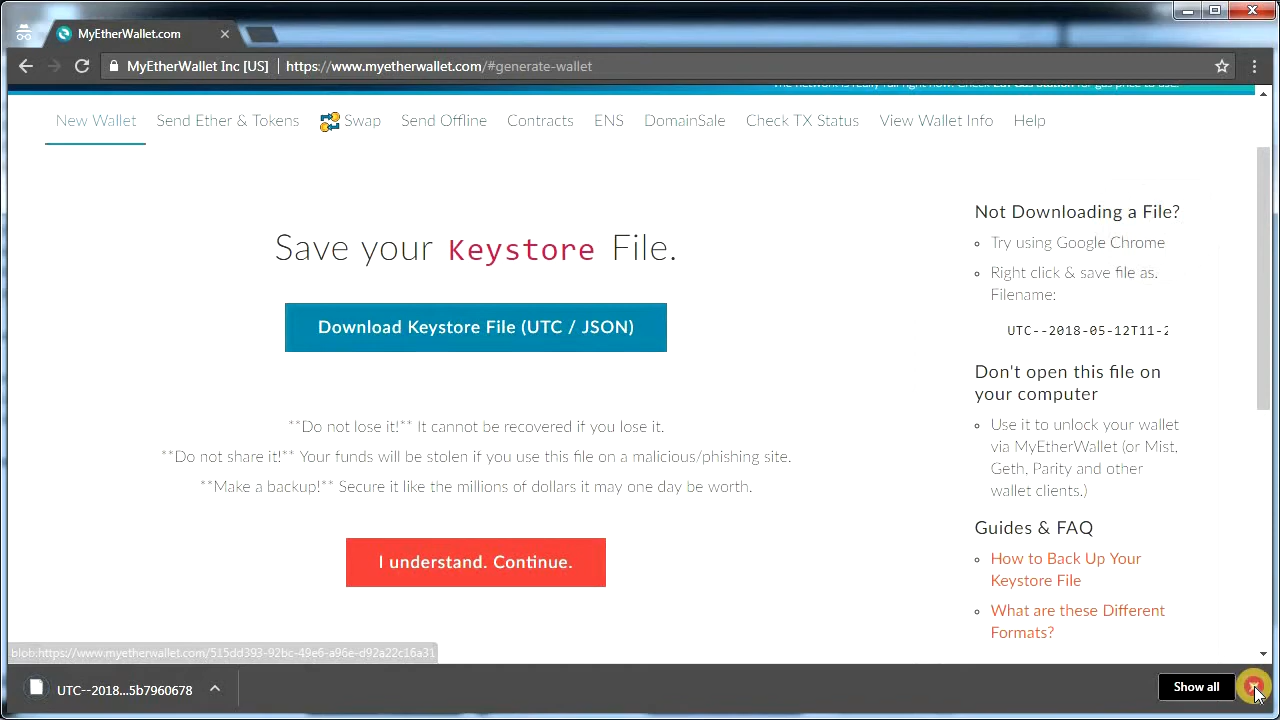 MyEtherWallet.com
MyEtherWallet Inc [US] https://www.myetherwallet.com/#generate-wallet
New Wallet Send Ether & Tokens Swap Send Offline Contracts ENS DomainSale Check TX Status View Wallet Info Help
Save your Keystore File.
Download Keystore File (UTC / JSON)
**Do not lose it!** It cannot be recovered if you lose it.
**Do not share it!** Your funds will be stolen if you use this file on a malicious/phishing site.
**Make a backup!** Secure it like the millions of dollars it may one day be worth.
I understand. Continue.
Not Downloading a File?
Try using Google Chrome
Right click & save file as.
Filename:
UTC--2018-05-12T11-2
Don't open this file on
your computer
Use it to unlock your wallet
via MyEtherWallet (or Mist,
Geth, Parity and other
wallet clients.)
Guides & FAQ
How to Back Up Your
Keystore File
What are these Different
Formats?
blob:https://www.myetherwallet.com/515dd393-92bc-49e6-a96e-d92a22c16a31
UTC--2018...5b7960678
Show all